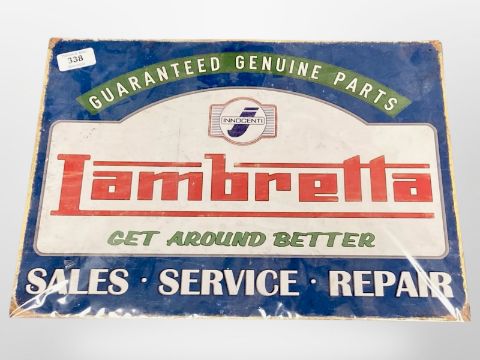 338
GUARANTEED GENUINE PARTS
INNOCENTI
Lambretta
GET AROUND BETTER
SALES · SERVICE · REPAIR